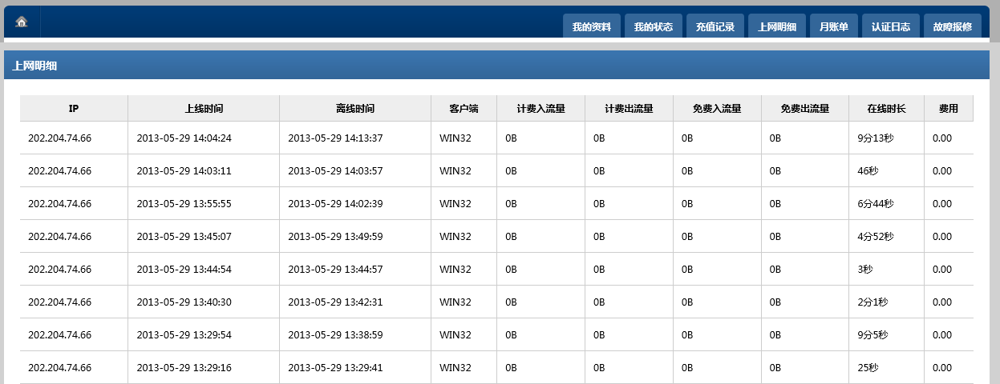 我的资料 我的状态 充值记录 上网明细 月账单 认证日志 故障报修
上网明细
IP 上线时间 离线时间 客户端 计费入流量 计费出流量 免费入流量 免费出流量 在线时长 费用
202.204.74.66 2013-05-29 14:04:24 2013-05-29 14:13:37 WIN32 0B 0B 0B 0B 9分13秒 0.00
202.204.74.66 2013-05-29 14:03:11 2013-05-29 14:03:57 WIN32 0B 0B 0B 0B 46秒 0.00
202.204.74.66 2013-05-29 13:55:55 2013-05-29 14:02:39 WIN32 0B 0B 0B 0B 6分44秒 0.00
202.204.74.66 2013-05-29 13:45:07 2013-05-29 13:49:59 WIN32 0B 0B 0B 0B 4分52秒 0.00
202.204.74.66 2013-05-29 13:44:54 2013-05-29 13:44:57 WIN32 0B 0B 0B 0B 3秒 0.00
202.204.74.66 2013-05-29 13:40:30 2013-05-29 13:42:31 WIN32 0B 0B 0B 0B 2分1秒 0.00
202.204.74.66 2013-05-29 13:29:54 2013-05-29 13:38:59 WIN32 0B 0B 0B 0B 9分5秒 0.00
202.204.74.66 2013-05-29 13:29:16 2013-05-29 13:29:41 WIN32 0B 0B 0B 0B 25秒 0.00